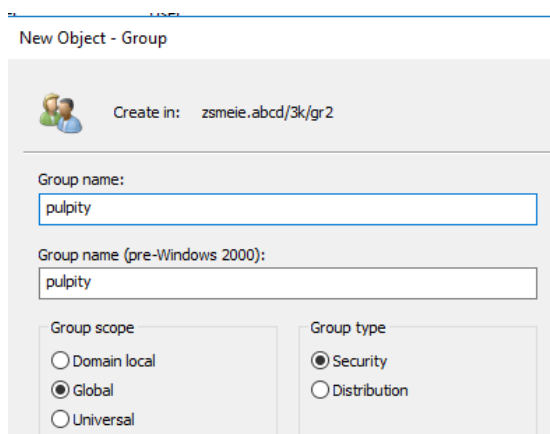 New Object - Group
Create in: zsmeie.abcd/3k/gr2
Group name:
pulpity
Group name (pre-Windows 2000):
pulpity
Group scope
Domain local
Global
Universal
Group type
Security
Distribution